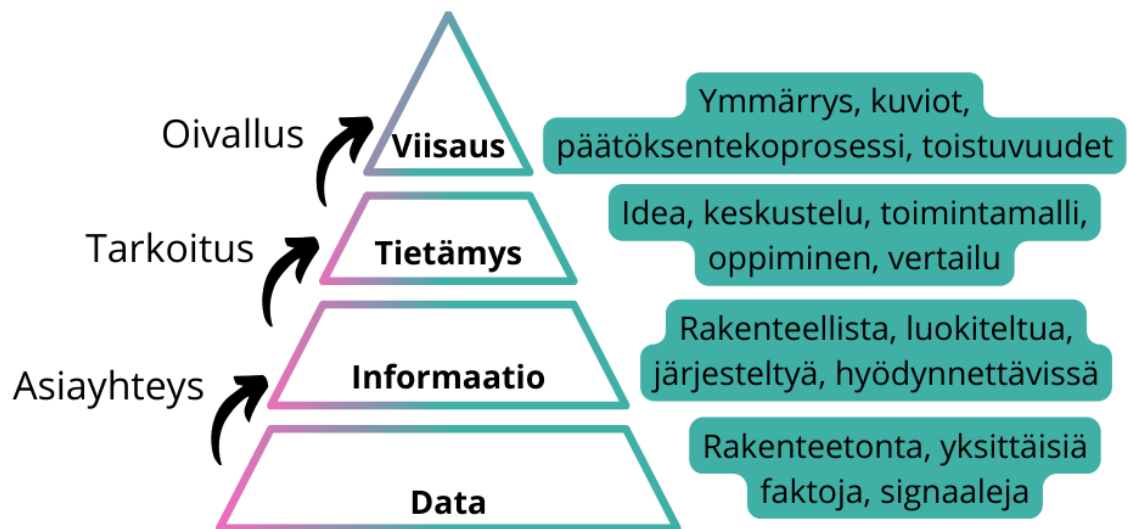 Oivallus
Viisaus
Ymmärrys, kuviot,
päätöksentekoprosessi, toistuvuudet
Tarkoitus
Tietämys
Idea, keskustelu, toimintamalli,
oppiminen, vertailu
Asiayhteys
Informaatio
Rakenteellista, luokiteltua,
järjesteltyä, hyödynnettävissä
Data
Rakenteetonta, yksittäisiä
faktoja, signaaleja